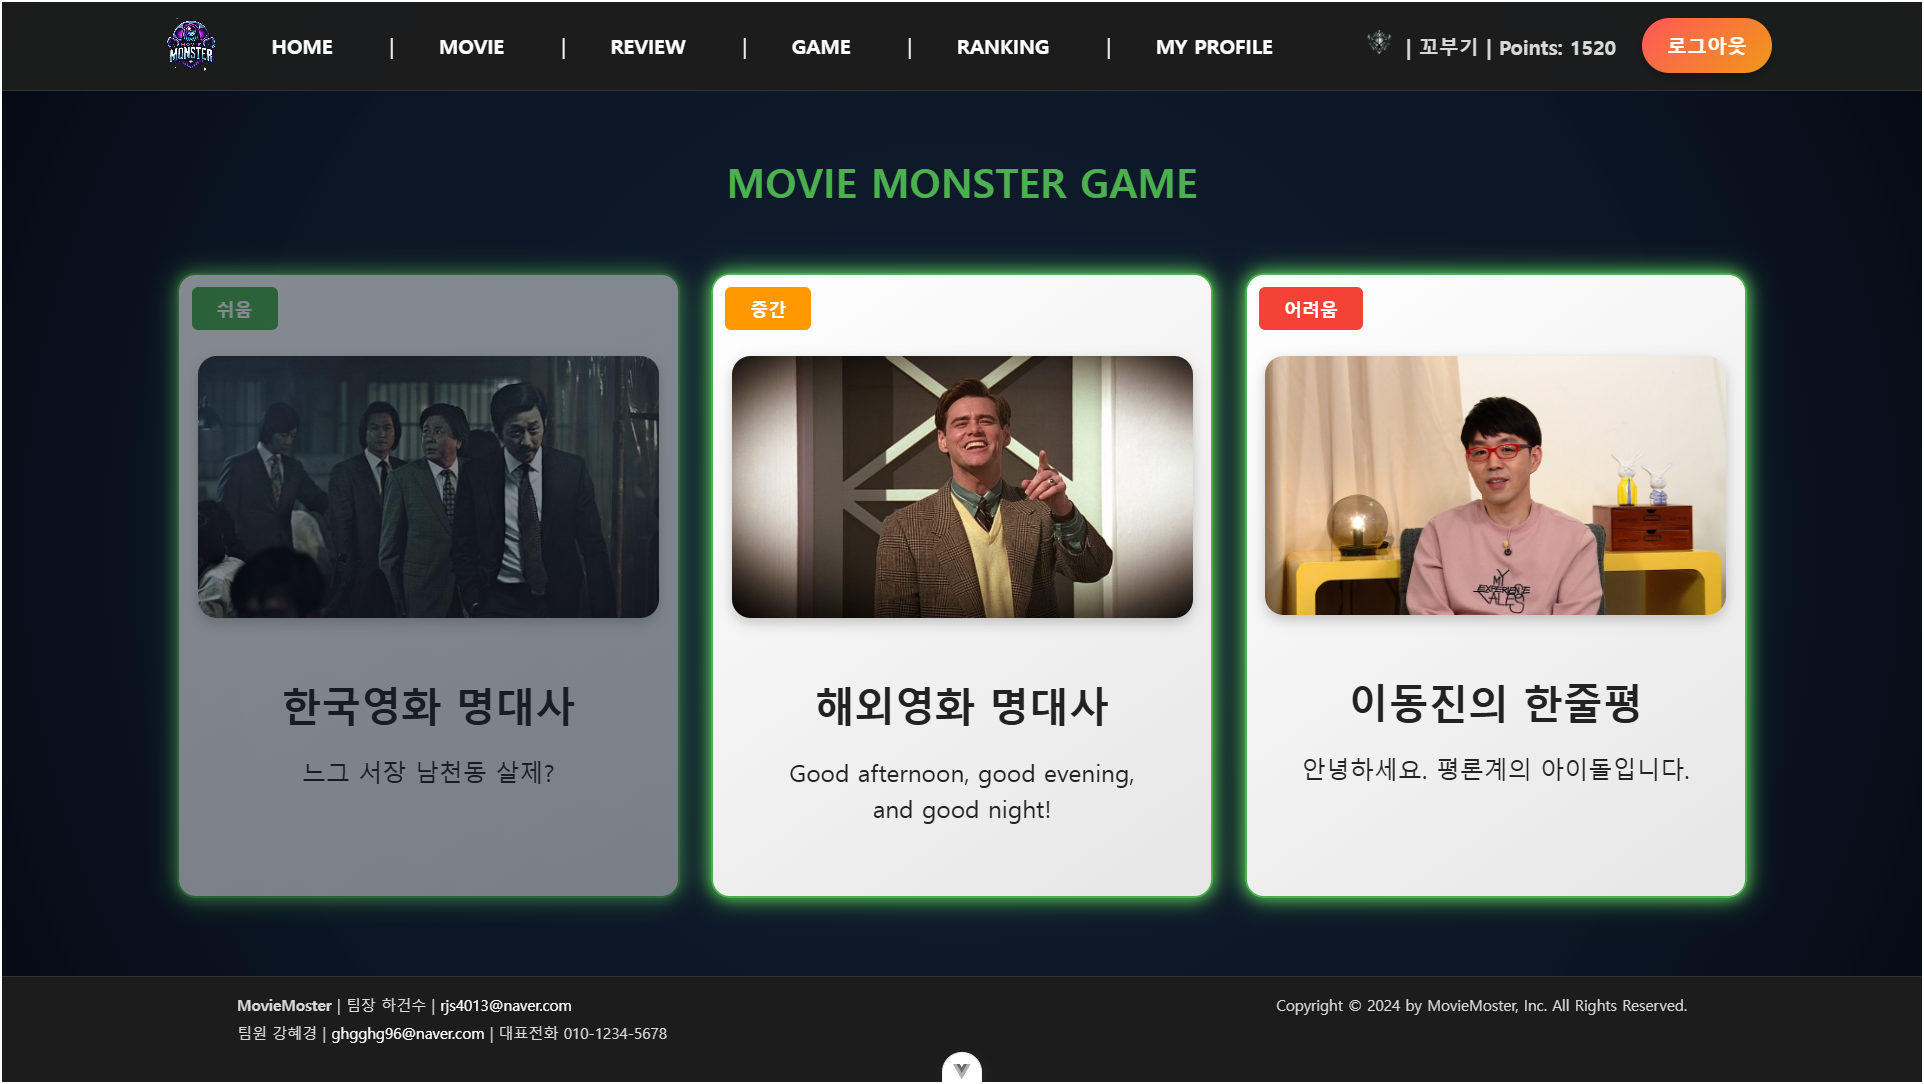 MOVIE
MONSTER
HOME | MOVIE | REVIEW | GAME | RANKING | MY PROFILE
| 꼬부기 | Points: 1520
로그아웃
MOVIE MONSTER GAME
쉬움
한국영화 명대사
느그 서장 남천동 살제?
중간
해외영화 명대사
Good afternoon, good evening,
and good night!
어려움
MY
EXPERIENCE
이동진의 한줄평
안녕하세요. 평론계의 아이돌입니다.
MovieMoster | 팀장 하건수 | rjs4013@naver.com
팀원 강혜경 | ghgghg96@naver.com | 대표전화 010-1234-5678
Copyright © 2024 by MovieMoster, Inc. All Rights Reserved.